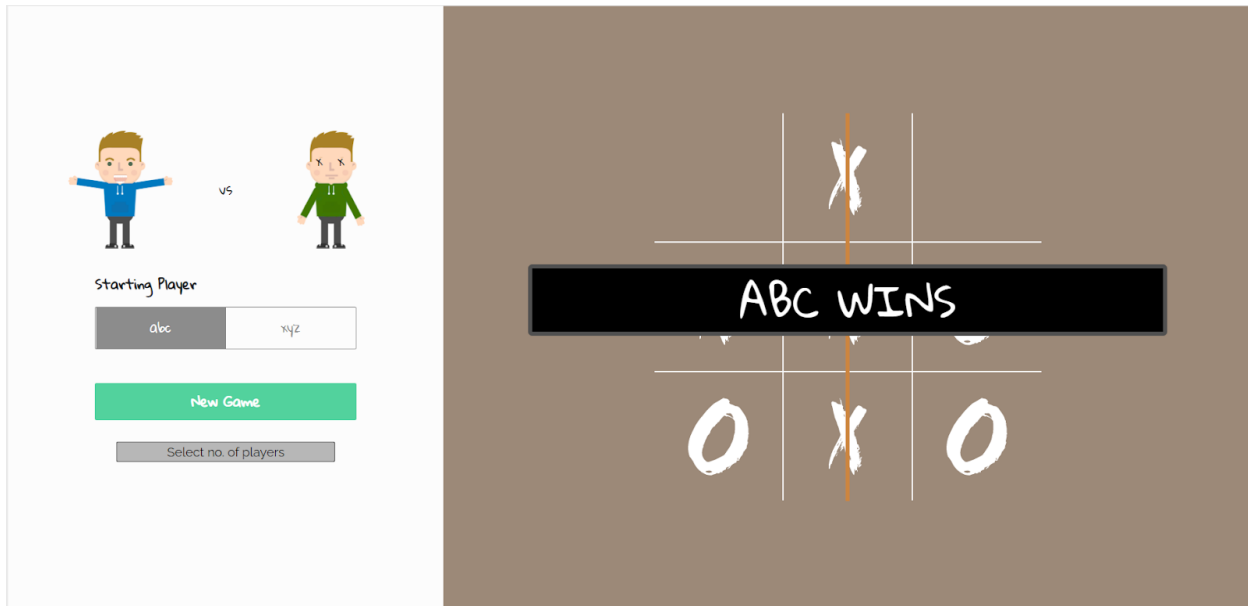 vs
Starting Player
abc
xyz
New Game
Select no. of players
X
ABC WINS
O X O